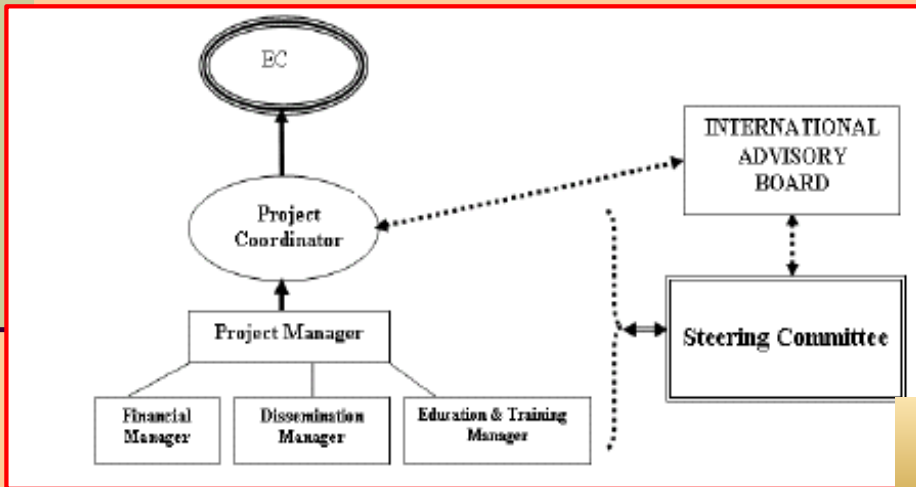 EC
INTERNATIONAL
ADVISORY
BOARD
Project
Coordinator
Project Manager
Steering Committee
Financial
Manager
Dissemination
Manager
Education & Training
Manager